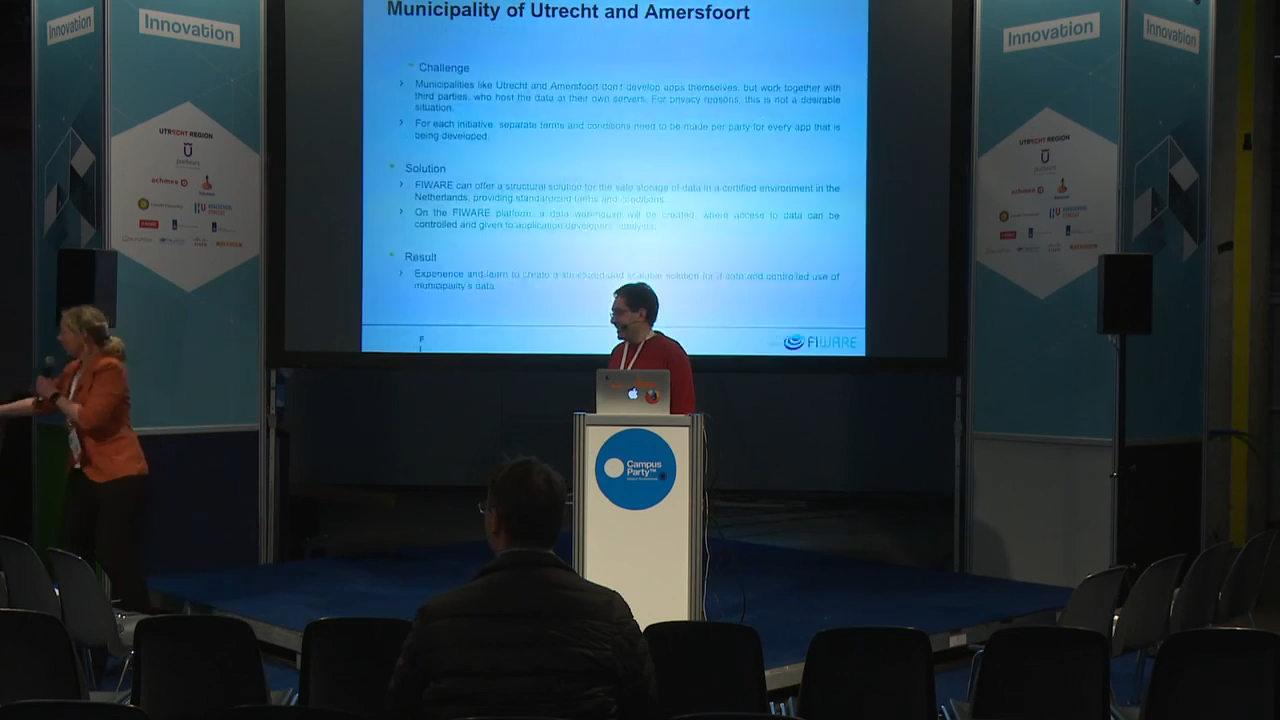 Innovation
Innovation
UTRECHT REGION
achmea
Municipality of Utrecht and Amersfoort
Challenge
Municipalities like Utrecht and Amersfoort don't develop apps themselves, but work together with
third parties, who host the data at their own servers. For privacy reasons, this is not a desirable
situation.
For each initiative, separate terms and conditions need to be made per party for every app that is
being developed.
Solution
FIWARE can offer a structural solution for the safe storage of data in a certified environment in the
Netherlands, providing standardized terms and conditions.
On the FIWARE platform, a data warehouse will be created, where access to data can be
controlled and given to application developers
Result
Experience and learn to create a structured and scalable solution for data and controlled use of
municipality's data
F
I
FIWARE
Campus
Party™
Innovation
Innovation
UTRECHT REGION
achmea